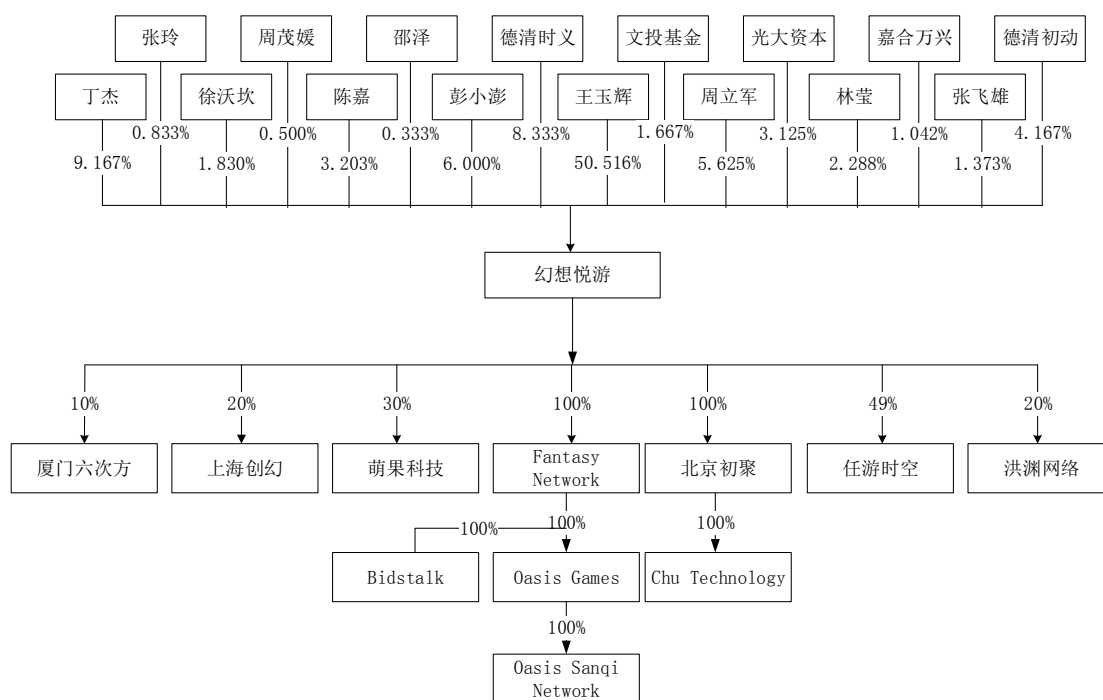 张玲
周茂媛
邵泽
德清时义
文投基金
光大资本
嘉合万兴
德清初动
丁杰
徐沃坎
陈嘉
彭小澎
王玉辉
周立军
林莹
张飞雄
0.833%
0.500%
0.333%
8.333%
1.667%
3.125%
1.042%
4.167%
9.167%
1.830%
3.203%
6.000%
50.516%
5.625%
2.288%
1.373%
幻想悦游
10%
20%
30%
100%
100%
49%
20%
厦门六次方
上海创幻
萌果科技
Fantasy
Network
北京初聚
任游时空
洪渊网络
100%
100%
100%
Bidstalk
Oasis Games
Chu Technology
100%
Oasis Sanqi
Network